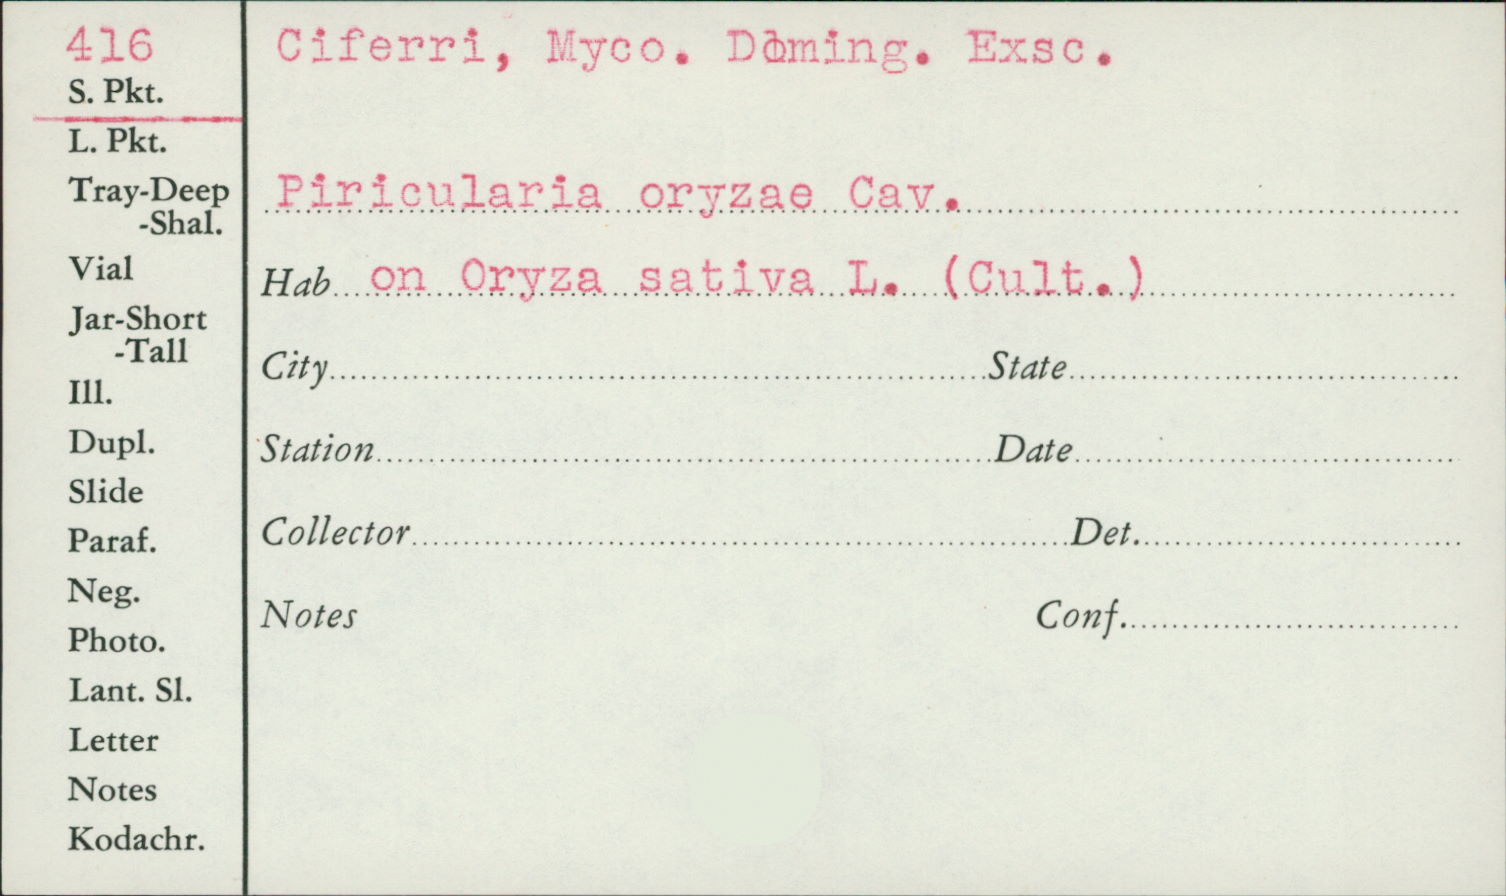 416
S. Pkt.
L. Pkt.
Tray-Deep
-Shal.
Vial
Jar-Short
-Tall
Ill.
Dupl.
Slide
Paraf.
Neg.
Photo.
Lant. Sl.
Letter
Notes
Kodachr.
Ciferri, Myco. Doming. Exsc.
Piricularia oryzae Cav.
Hab on Oryza sativa L. (Cult.)
City State
Station Date
Collector Det.
Notes Conf.